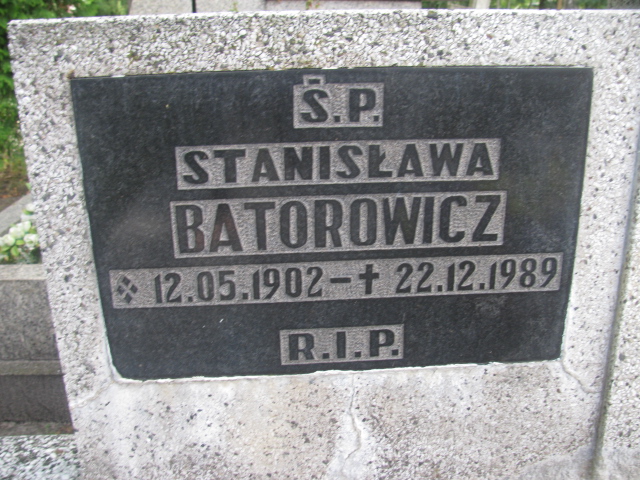 Ś.P.
STANISŁAWA
BATOROWICZ
12.05.1902 – † 22.12.1989
R.I.P.